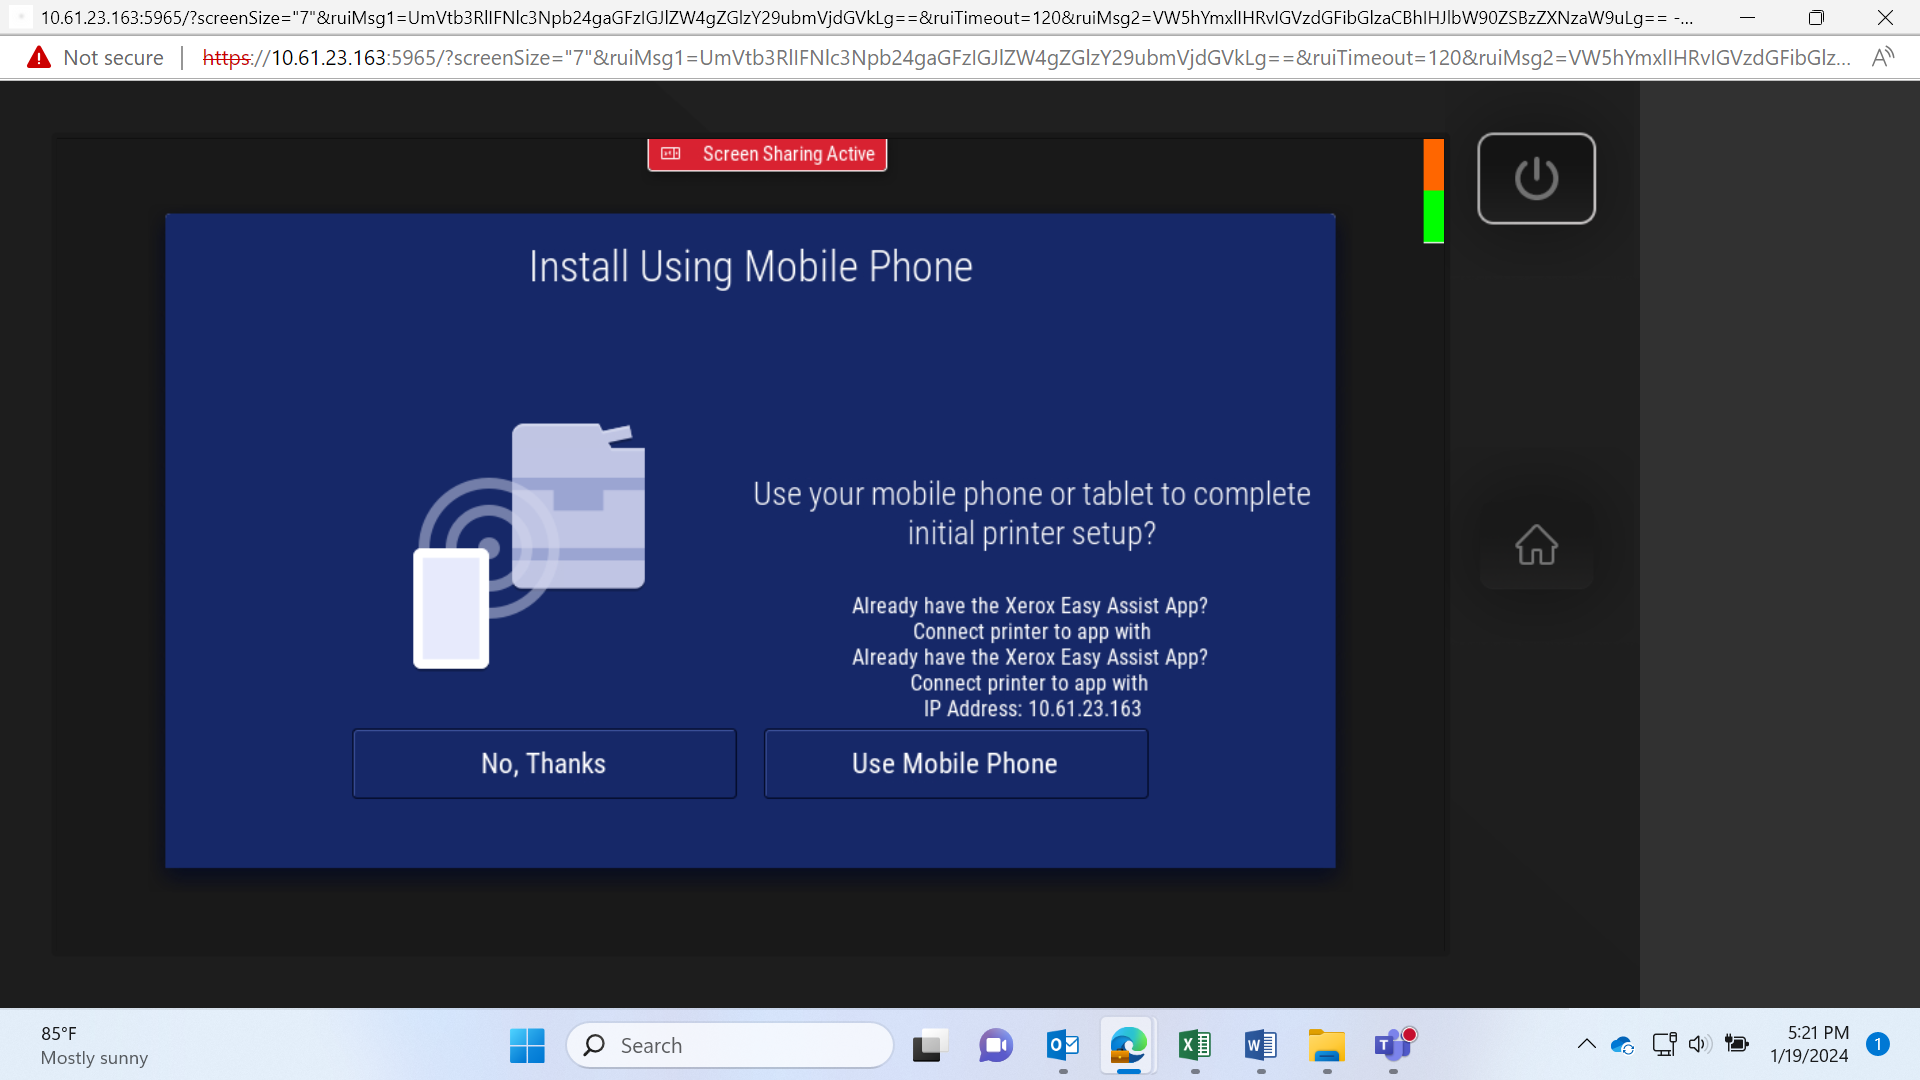 10.61.23.163:5965/?screenSize="7"&ruiMsg1=UmVtb3RlIFNlc3Npb24gaGFzIGJlZW4gZGlzY29ubmVjdGVkLg==&ruiTimeout=120&ruiMsg2=VW5hYmxlIHRvIGVzdGFibGlzaCBhIHJlbW90ZSBzZXNzaW9uLg== -...
Not secure
https://10.61.23.163:5965/?screenSize="7"&ruiMsg1=UmVtb3RlIFNlc3Npb24gaGFzIGJlZW4gZGlzY29ubmVjdGVkLg==&ruiTimeout=120&ruiMsg2=VW5hYmxlIHRvIGVzdGFibGlz...
Screen Sharing Active
Install Using Mobile Phone
Use your mobile phone or tablet to complete
initial printer setup?
Already have the Xerox Easy Assist App?
Connect printer to app with
Already have the Xerox Easy Assist App?
Connect printer to app with
IP Address: 10.61.23.163
No, Thanks
Use Mobile Phone
85°F
Mostly sunny
Search
5:21 PM
1/19/2024
1